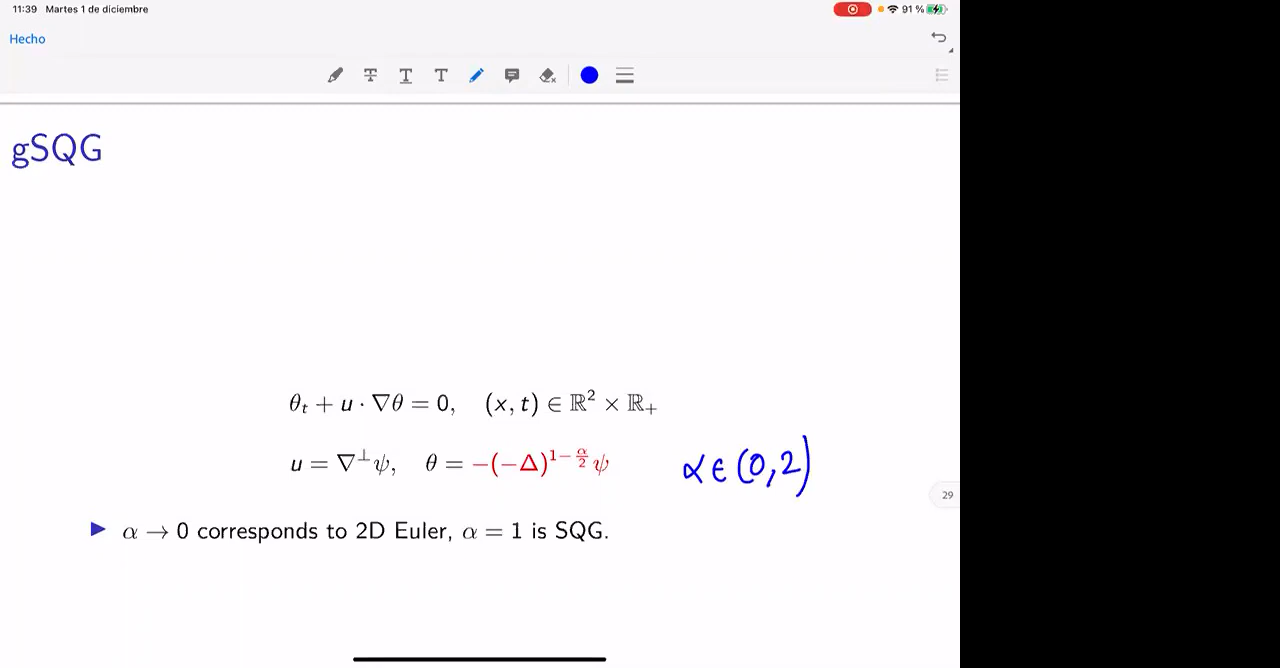 11:39 Martes 1 de diciembre 91 %
Hecho
T T T
gSQG
θₜ + u · ∇θ = 0, (x, t) ∈ ℝ² × ℝ₊
u = ∇^⊥ψ, θ = −(−Δ)^{1−α/2}ψ α ∈ (0,2)
29
▶ α → 0 corresponds to 2D Euler, α = 1 is SQG.